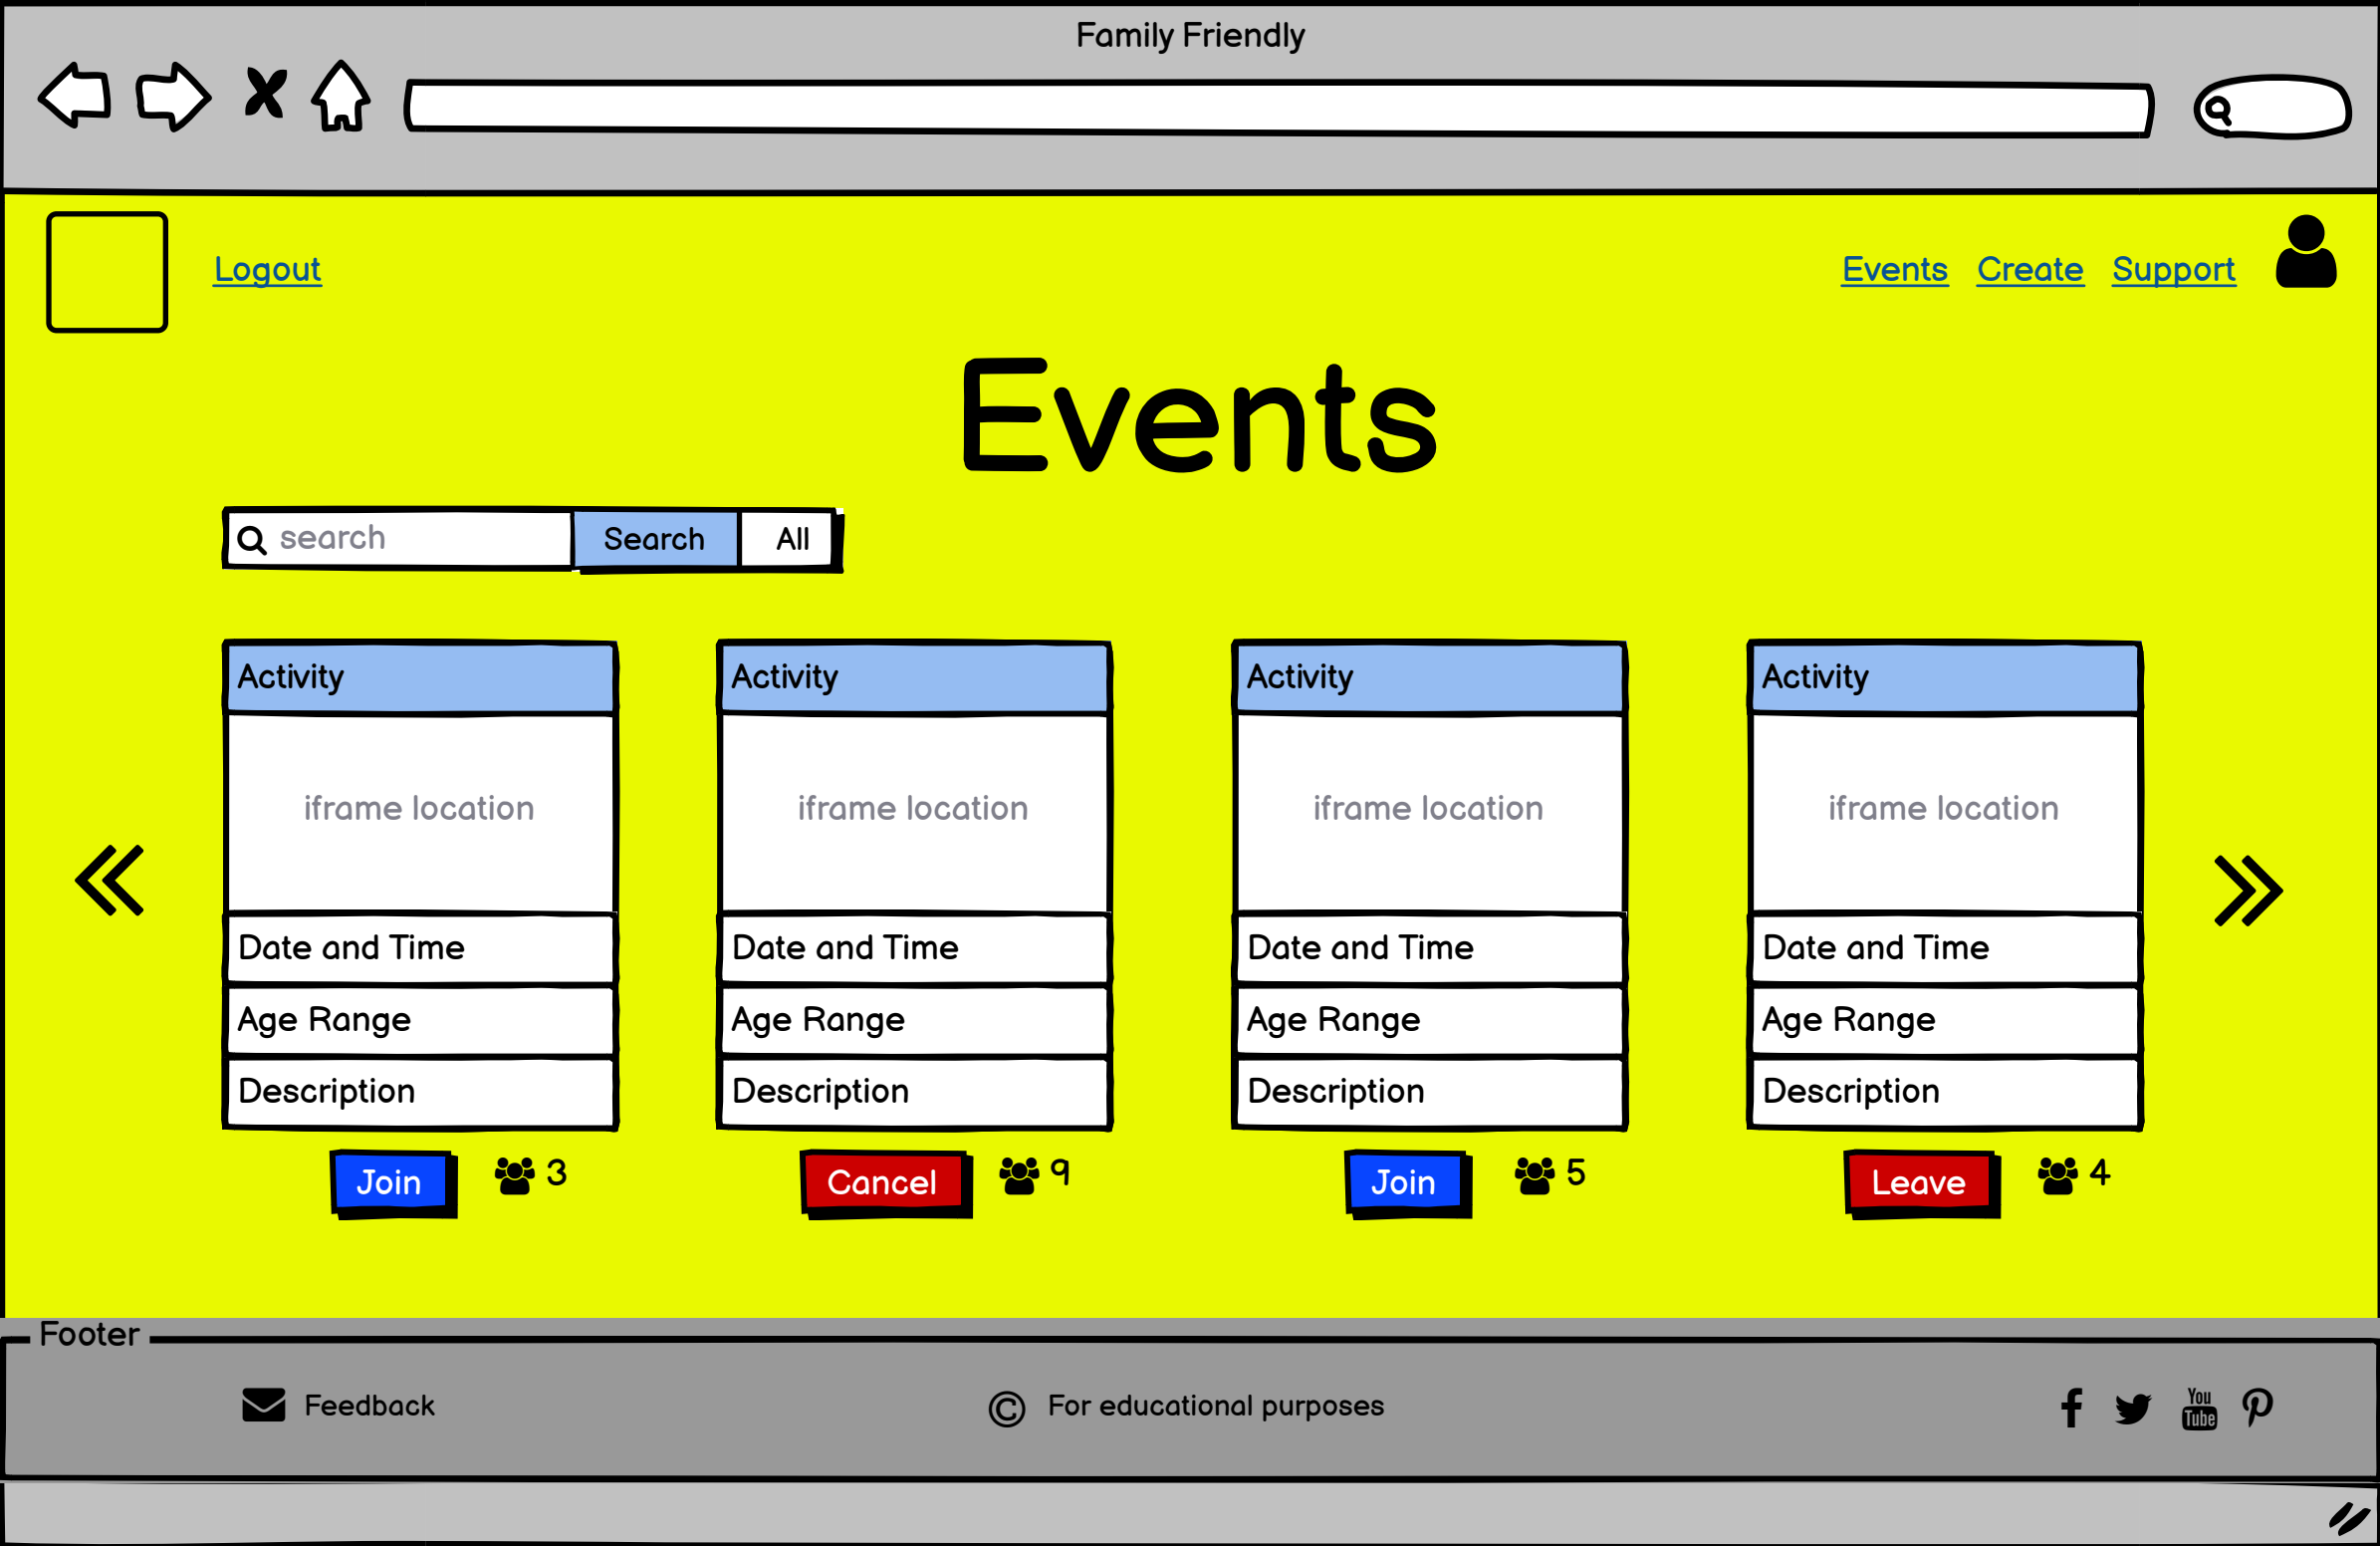 Family Friendly
Logout
Events Create Support
Events
search Search All
Activity Activity Activity Activity
iframe location iframe location iframe location iframe location
Date and Time Date and Time Date and Time Date and Time
Age Range Age Range Age Range Age Range
Description Description Description Description
Join 3 Cancel 9 Join 5 Leave 4
Footer
Feedback © For educational purposes You Tube